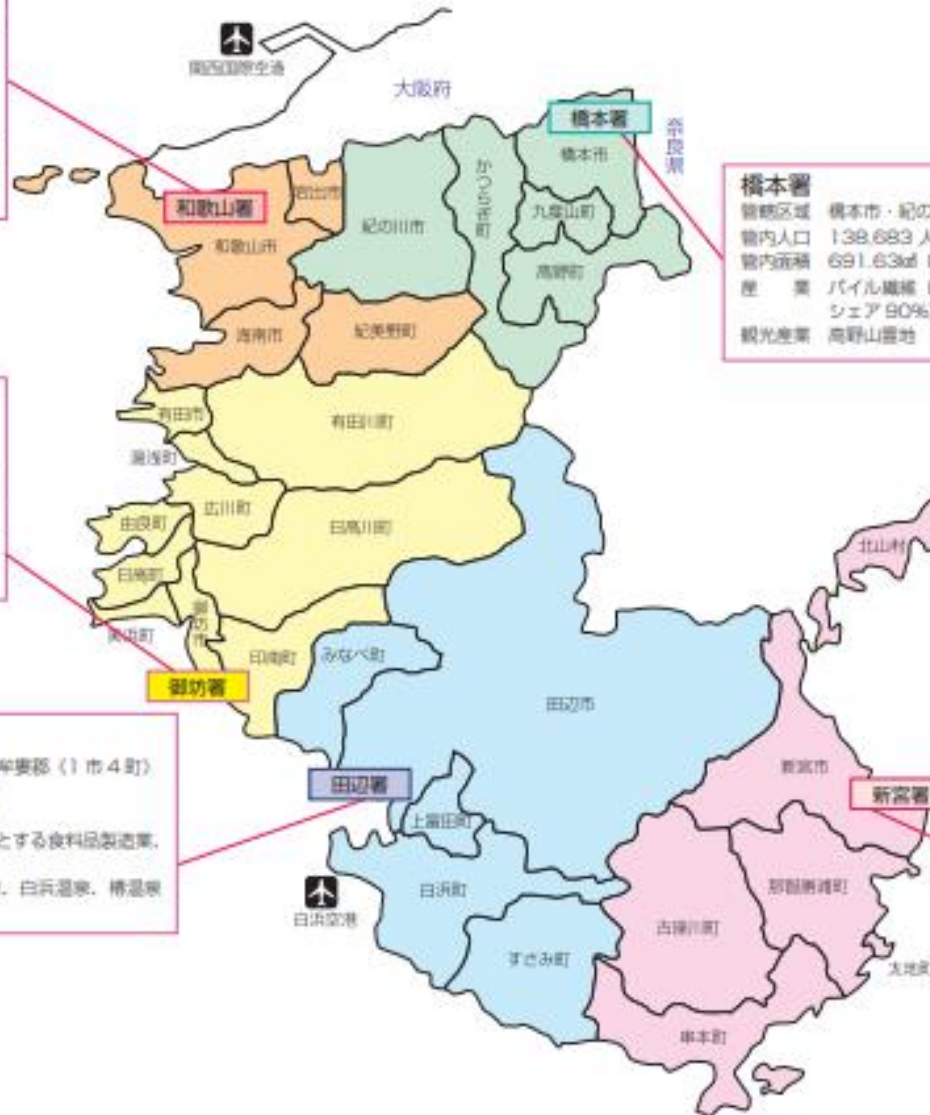 関西国際空港
大阪府
橋本署
奈良県
橋本市
かつらぎ町
岩出市
和歌山署
紀の川市
九度山町
和歌山市
高野町
橋本署
管轄区域 橋本市・紀の
管内人口 138,683 人
管内面積 691.63㎢
産 業 パイル繊維
シェア 90%
観光産業 高野山霊地
海南市
紀美野町
有田市
有田川町
湯浅町
広川町
由良町
日高川町
北山村
日高町
御坊市
美浜町
印南町
みなべ町
御坊署
田辺市
牟婁郡（1市4町）
新宮市
田辺署
新宮署
上富田町
とする食料品製造業、
那智勝浦町
白浜町
、白浜温泉、椿温泉
白浜空港
古座川町
すさみ町
太地町
串本町